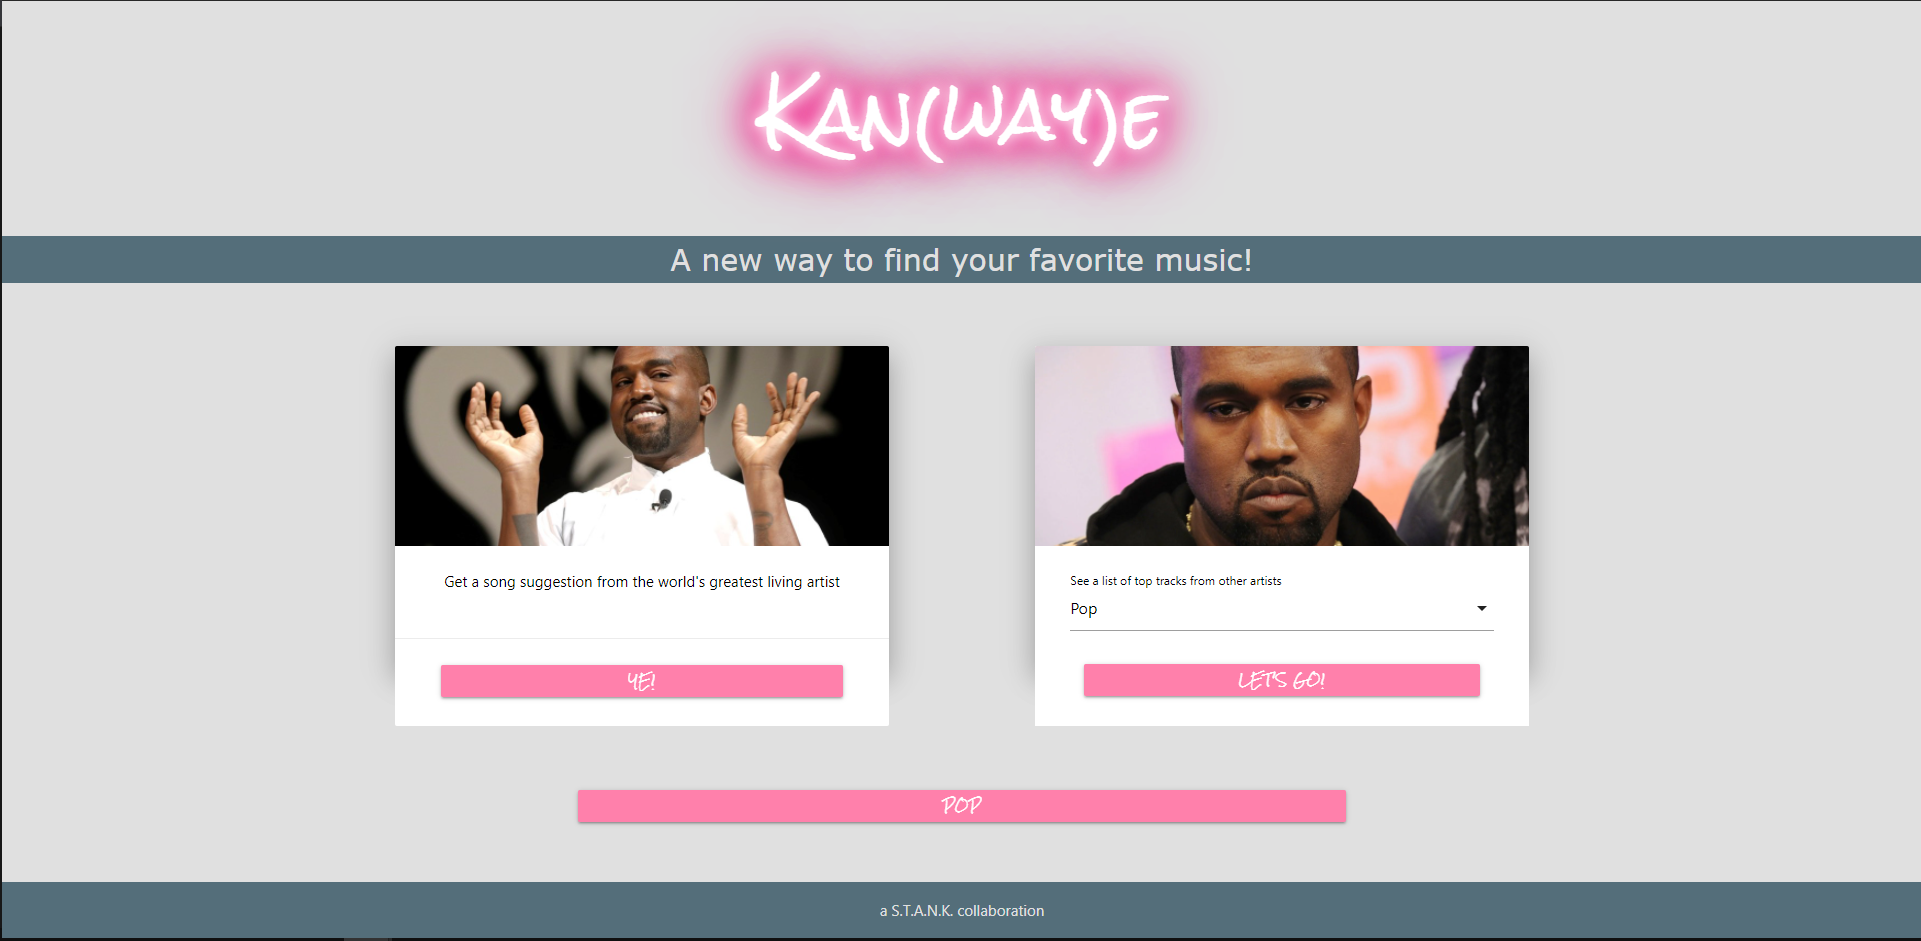 Kan(way)e
A new way to find your favorite music!
Get a song suggestion from the world's greatest living artist
YE!
See a list of top tracks from other artists
Pop
LET'S GO!
POP
a S.T.A.N.K. collaboration